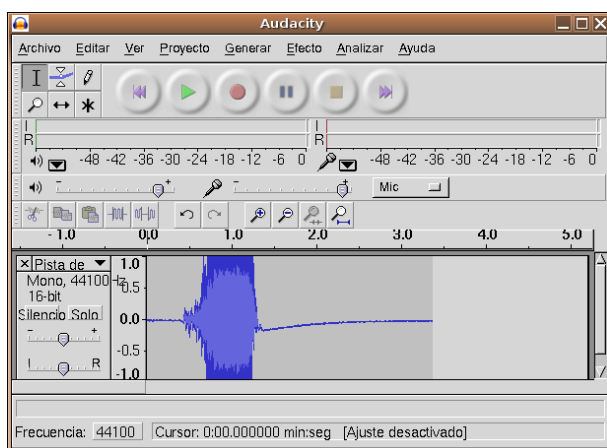 Audacity
Archivo Editar Ver Proyecto Generar Efecto Analizar Ayuda
I I
R R
-48 -42 -36 -30 -24 -18 -12 -6 0 -48 -42 -36 -30 -24 -18 -12 -6 0
- + - + Mic
- 1.0 0.0 1.0 2.0 3.0 4.0 5.0
Pista de 1.0
Mono, 44100 Hz 0.5
16-bit
Silencio Solo 0.0
- +
-0.5
I R
-1.0
Frecuencia: 44100 Cursor: 0:00.000000 min:seg [Ajuste desactivado]